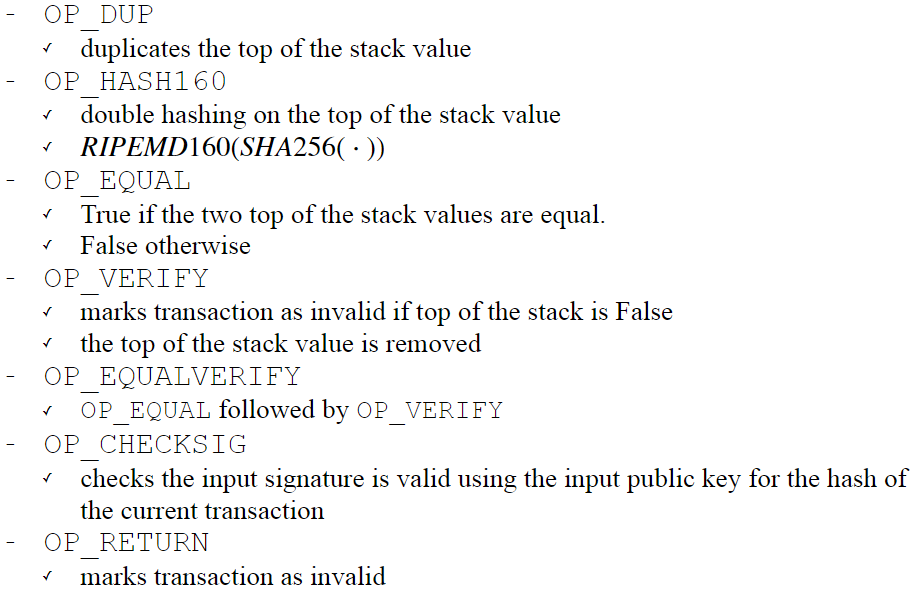 - OP_DUP
✓ duplicates the top of the stack value
- OP_HASH160
✓ double hashing on the top of the stack value
✓ RIPEMD160(SHA256( · ))
- OP_EQUAL
✓ True if the two top of the stack values are equal.
✓ False otherwise
- OP_VERIFY
✓ marks transaction as invalid if top of the stack is False
✓ the top of the stack value is removed
- OP_EQUALVERIFY
✓ OP_EQUAL followed by OP_VERIFY
- OP_CHECKSIG
✓ checks the input signature is valid using the input public key for the hash of
the current transaction
- OP_RETURN
✓ marks transaction as invalid